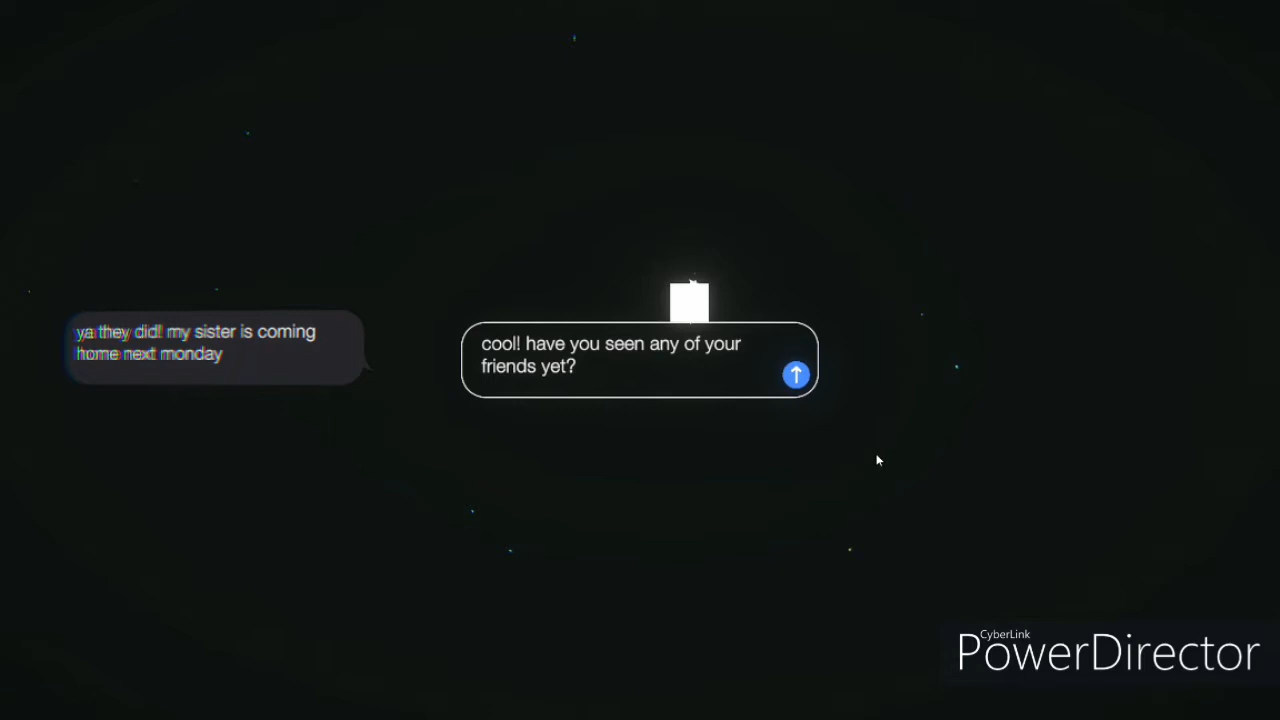 ya they did! my sister is coming
home next monday
cool! have you seen any of your
friends yet?
CyberLink
PowerDirector